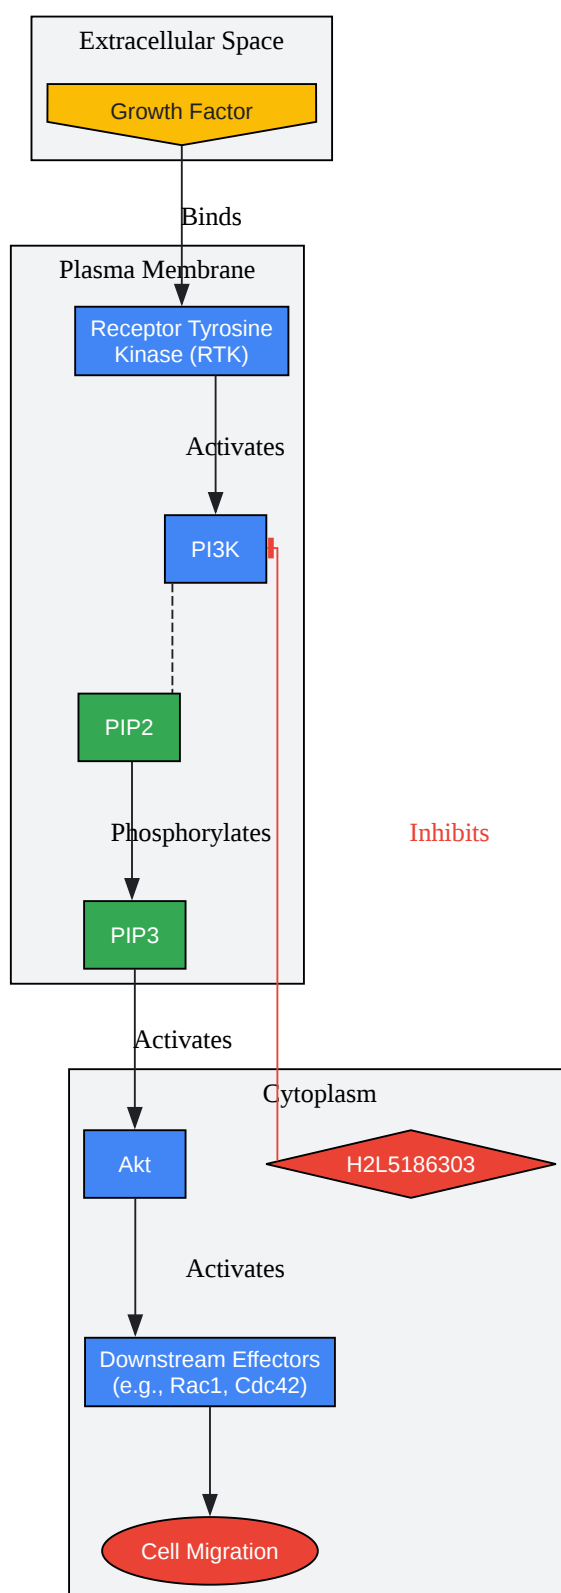 Extracellular Space
Growth Factor
Binds
Plasma Membrane
Receptor Tyrosine
Kinase (RTK)
Activates
PI3K
PIP2
Phosphorylates
Inhibits
PIP3
Activates
Cytoplasm
Akt
H2L5186303
Activates
Downstream Effectors
(e.g., Rac1, Cdc42)
Cell Migration